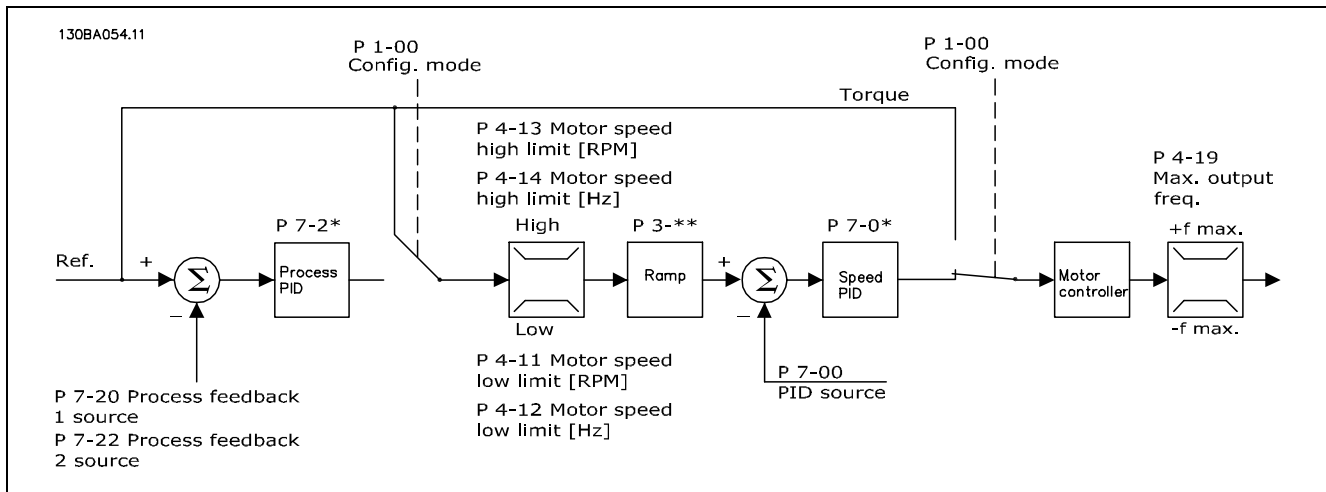 130BA054.11
P 1-00
Config. mode
P 1-00
Config. mode
Torque
P 4-13 Motor speed
high limit [RPM]
P 4-14 Motor speed
high limit [Hz]
P 4-19
Max. output
freq.
P 7-2*
High
P 3-**
P 7-0*
+f max.
Ref.
+
Σ
Process
PID
Ramp
+
Σ
Speed
PID
Motor
controller
−
Low
−
-f max.
P 7-20 Process feedback
1 source
P 7-22 Process feedback
2 source
P 4-11 Motor speed
low limit [RPM]
P 4-12 Motor speed
low limit [Hz]
P 7-00
PID source